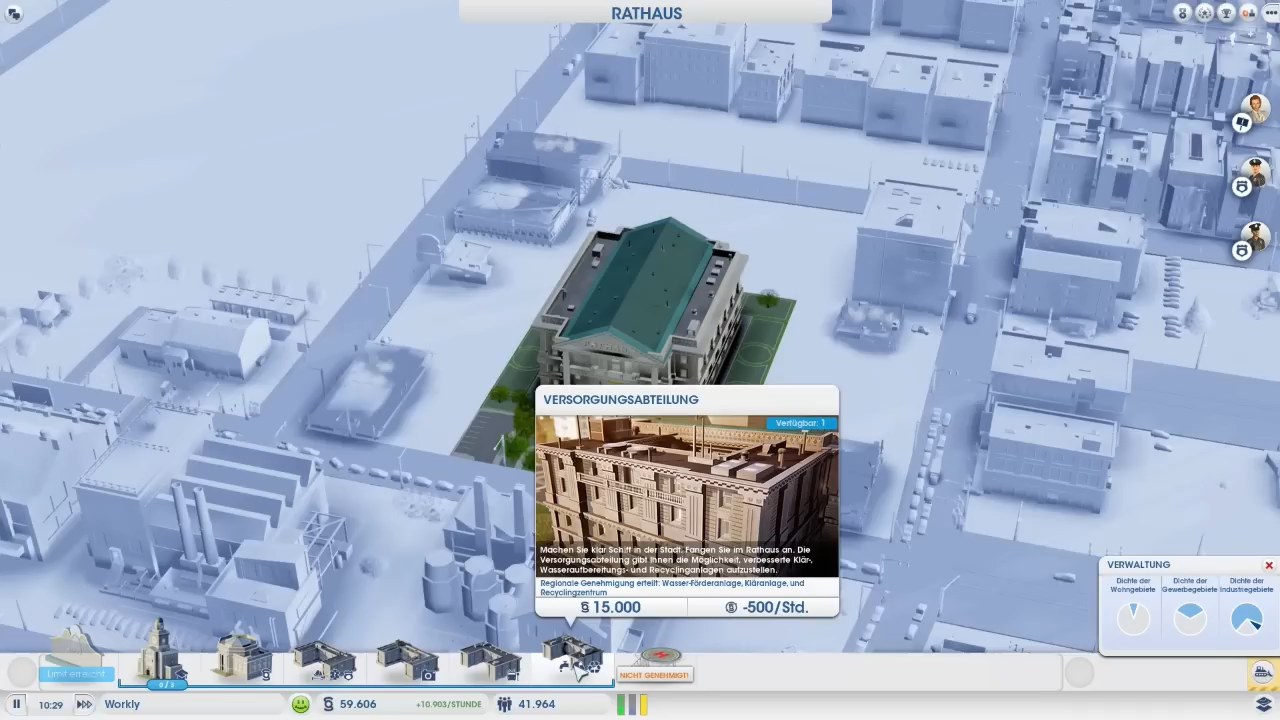 RATHAUS
VERSORGUNGSABTEILUNG
Verfügbar: 1
Machen Sie klar Schiff in der Stadt. Fangen Sie im Rathaus an. Die
Versorgungsabteilung gibt Ihnen die Möglichkeit, verbesserte Klär-,
Wasseraufbereitungs- und Recyclinganlagen aufzustellen.
Regionale Genehmigung erteilt: Wasser-Förderanlage, Kläranlage, und
Recyclingzentrum
15.000
-500/Std.
VERWALTUNG
Dichte der Wohngebiete
Dichte der Gewerbegebiete
Dichte der Industriegebiete
Limit erreicht
0 / 1
NICHT GENEHMIGT!
10:29
Workly
59.606
+10.903/STUNDE
41.964